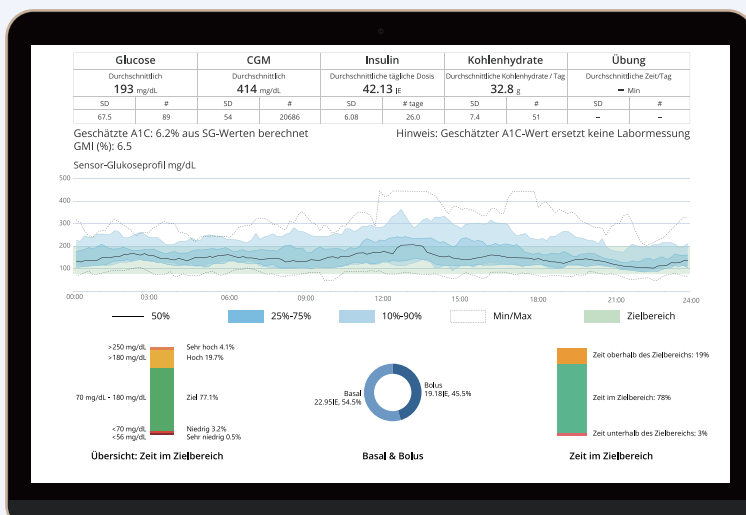 Glucose CGM Insulin Kohlenhydrate Übung
Durchschnittlich Durchschnittlich Durchschnittliche tägliche Dosis Durchschnittliche Kohlenhydrate / Tag Durchschnittliche Zeit/Tag
193 mg/dL 414 mg/dL 42.13 IE 32.8 g – Min
SD # SD # SD # tage SD # SD #
67.5 89 54 20686 6.08 26.0 7.4 51 – –
Geschätzte A1C: 6.2% aus SG-Werten berechnet Hinweis: Geschätzter A1C-Wert ersetzt keine Labormessung
GMI (%): 6.5
Sensor-Glukoseprofil mg/dL
500
400
300
200
100
00:00 03:00 06:00 09:00 12:00 15:00 18:00 21:00 24:00
50% 25%-75% 10%-90% Min/Max Zielbereich
>250 mg/dL Sehr hoch 4.1%
>180 mg/dL Hoch 19.7%
70 mg/dL - 180 mg/dL Ziel 77.1%
<70 mg/dL Niedrig 3.2%
<56 mg/dL Sehr niedrig 0.5%
Übersicht: Zeit im Zielbereich
Basal
22.95IE, 54.5%
Bolus
19.18IE, 45.5%
Basal & Bolus
Zeit oberhalb des Zielbereichs: 19%
Zeit im Zielbereich: 78%
Zeit unterhalb des Zielbereichs: 3%
Zeit im Zielbereich